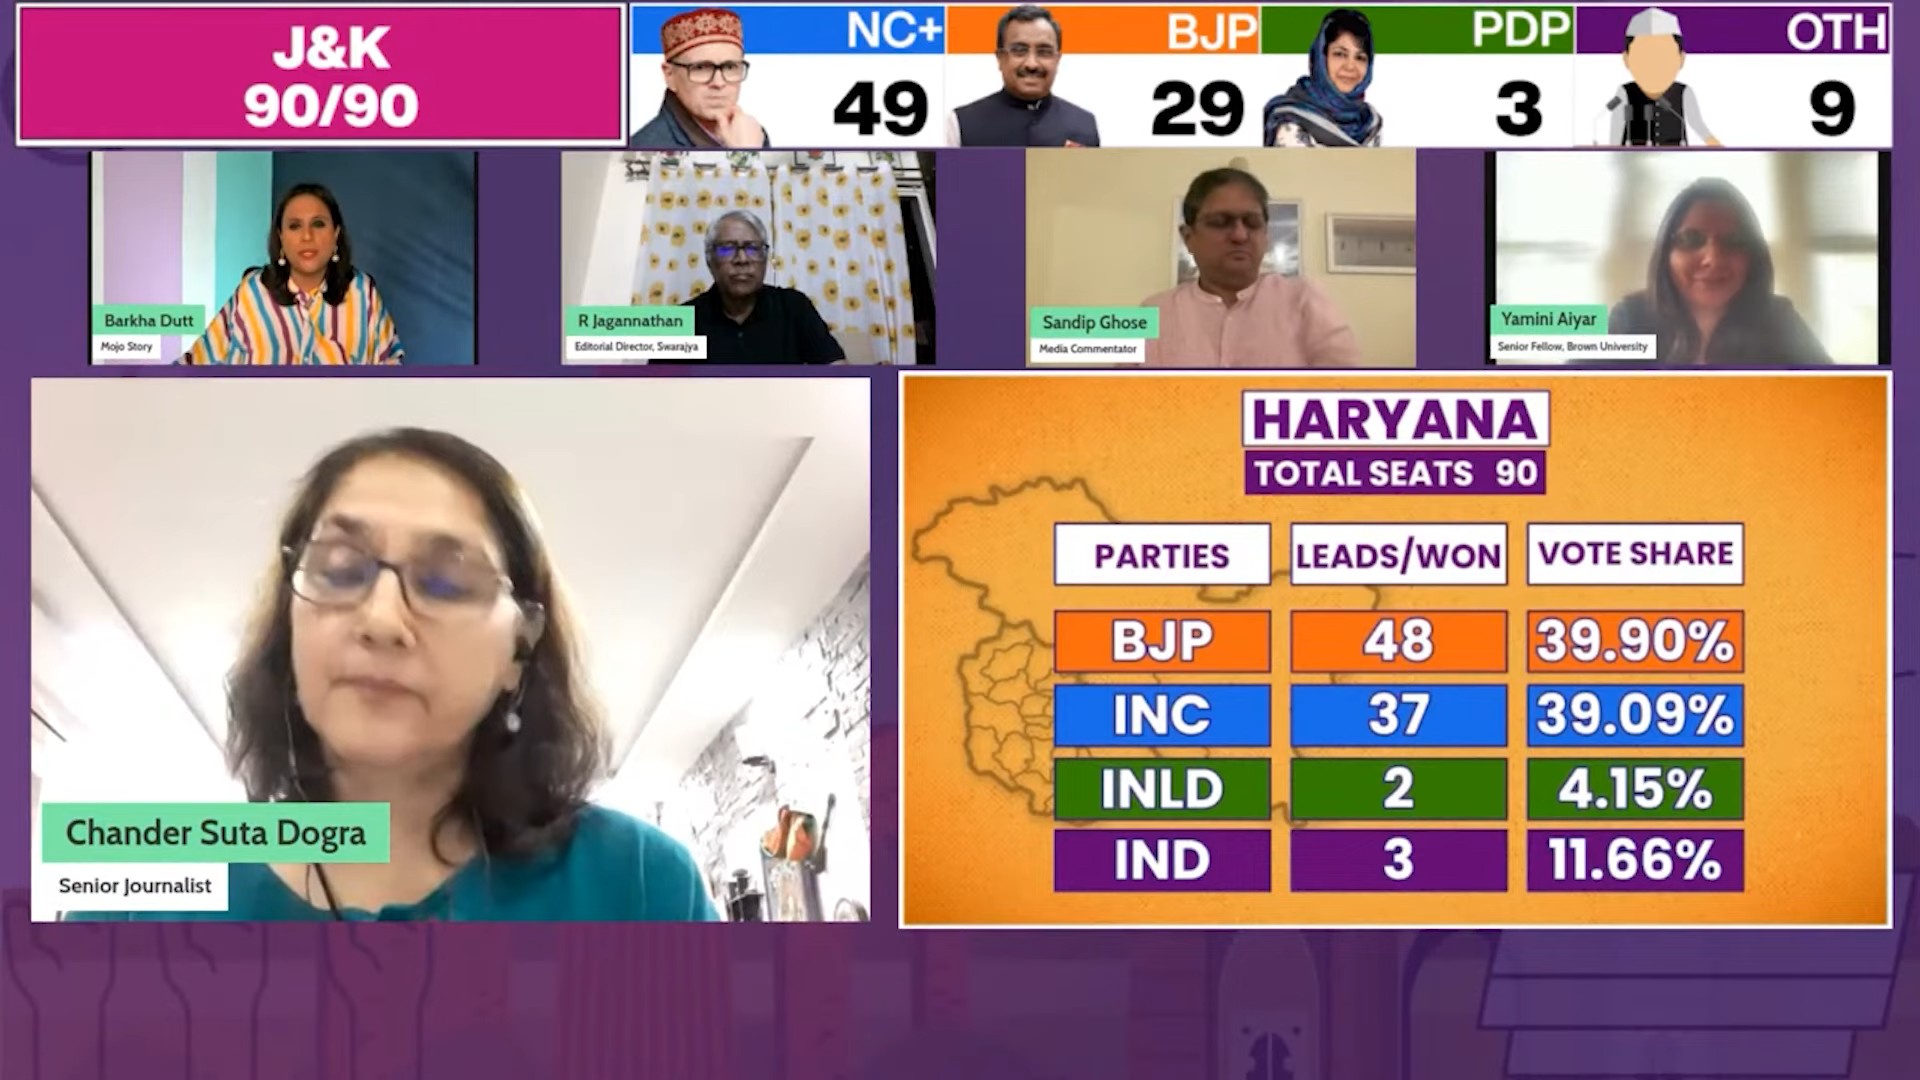 J&K
90/90
NC+
49
BJP
29
PDP
3
OTH
9
Barkha Dutt
Mojo Story
R Jagannathan
Editorial Director, Swarajya
Sandip Ghose
Media Commentator
Yamini Aiyar
Senior Fellow, Brown University
Chander Suta Dogra
Senior Journalist
HARYANA
TOTAL SEATS 90
PARTIES LEADS/WON VOTE SHARE
BJP 48 39.90%
INC 37 39.09%
INLD 2 4.15%
IND 3 11.66%